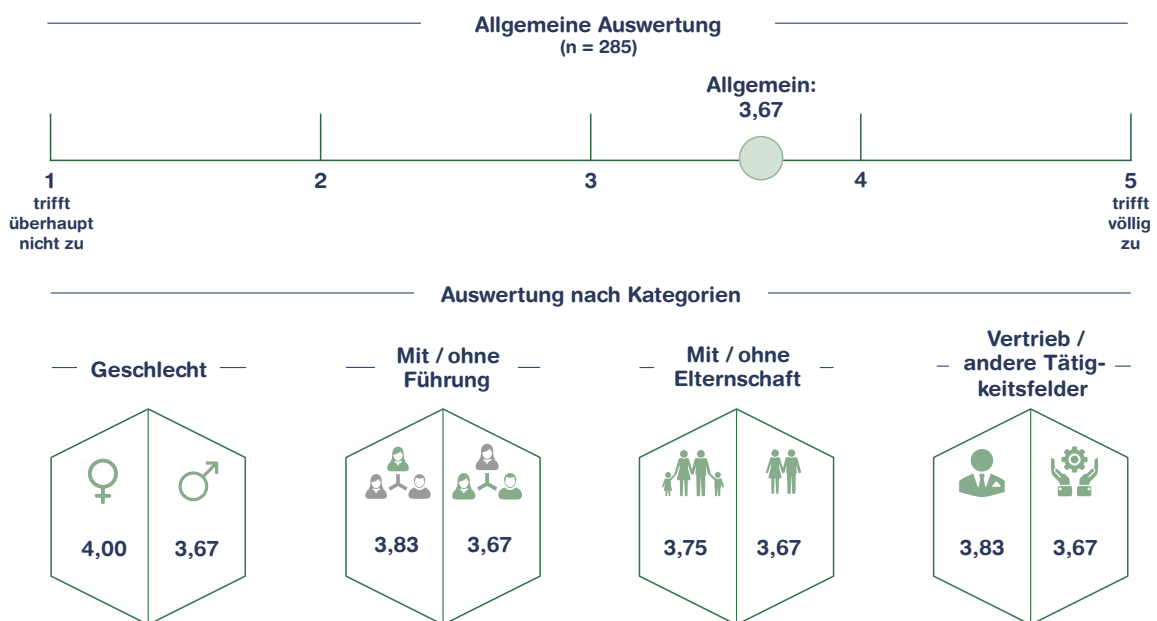 Allgemeine Auswertung
(n = 285)
Allgemein:
3,67
1
trifft
überhaupt
nicht zu
2
3
4
5
trifft
völlig
zu
Auswertung nach Kategorien
Geschlecht
4,00
3,67
Mit / ohne
Führung
3,83
3,67
Mit / ohne
Elternschaft
3,75
3,67
Vertrieb /
andere Tätig-
keitsfelder
3,83
3,67